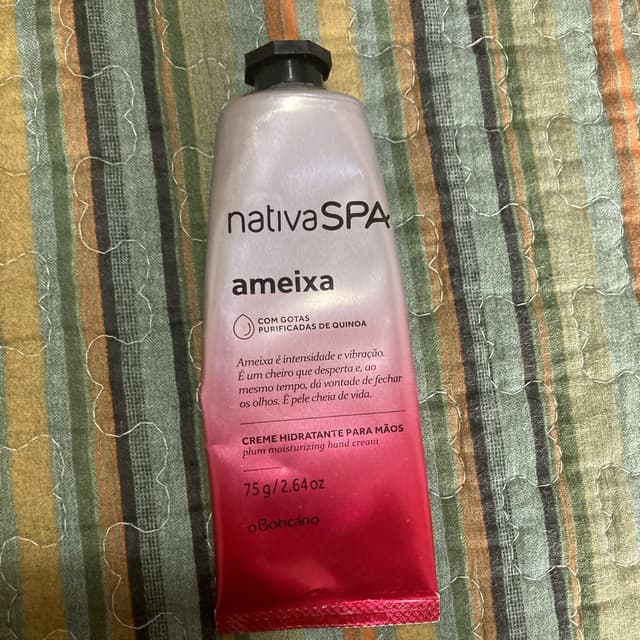 nativaSPA
ameixa
COM GOTAS
PURIFICADAS DE QUINOA
Ameixa é intensidade e vibração.
É um cheiro que desperta e, ao
mesmo tempo, dá vontade de fechar
os olhos. É pele cheia de vida.
CREME HIDRATANTE PARA MÃOS
plum moisturizing hand cream
75 g / 2.64 oz
oBoticário